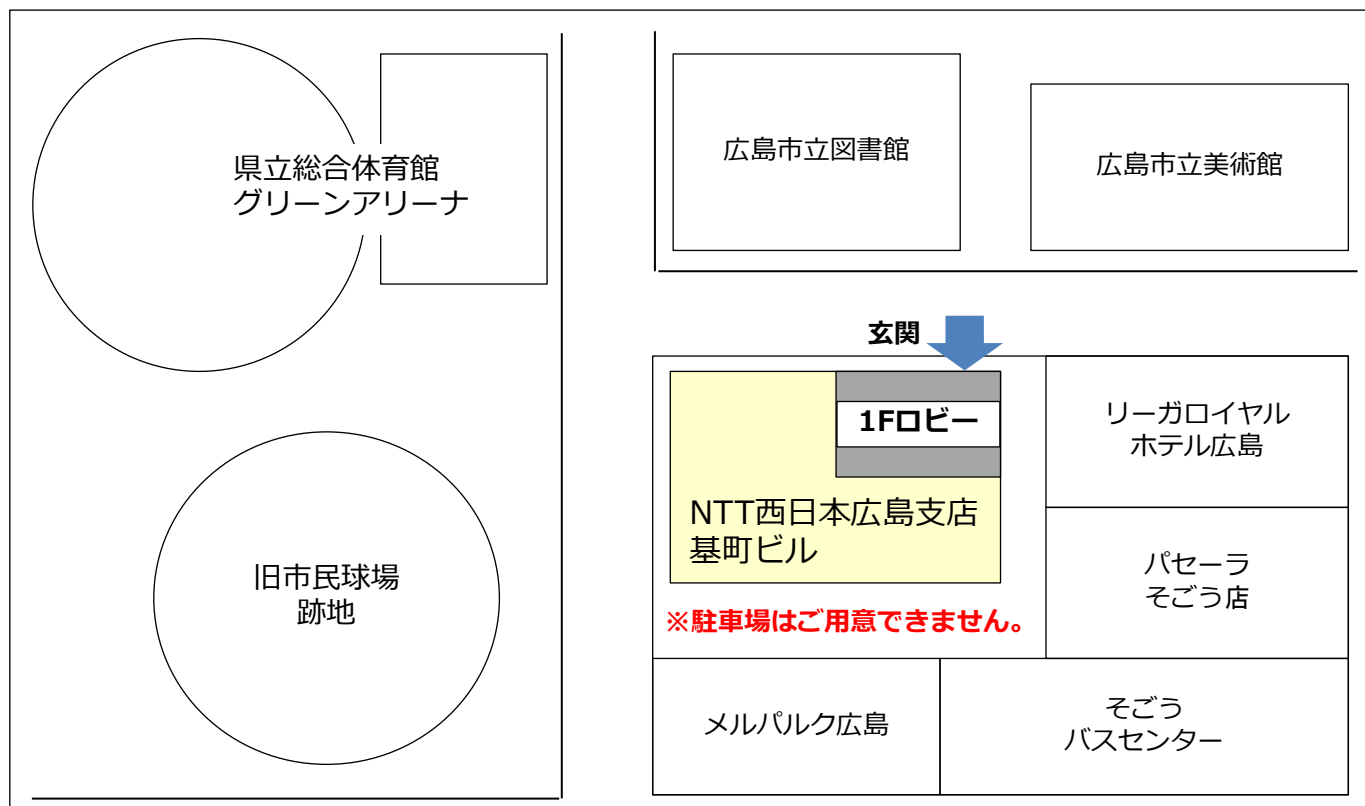 県立総合体育館
グリーンアリーナ
広島市立図書館
広島市立美術館
玄関
1Fロビー
NTT西日本広島支店
基町ビル
※駐車場はご用意できません。
リーガロイヤル
ホテル広島
パセーラ
そごう店
旧市民球場
跡地
メルパルク広島
そごう
バスセンター